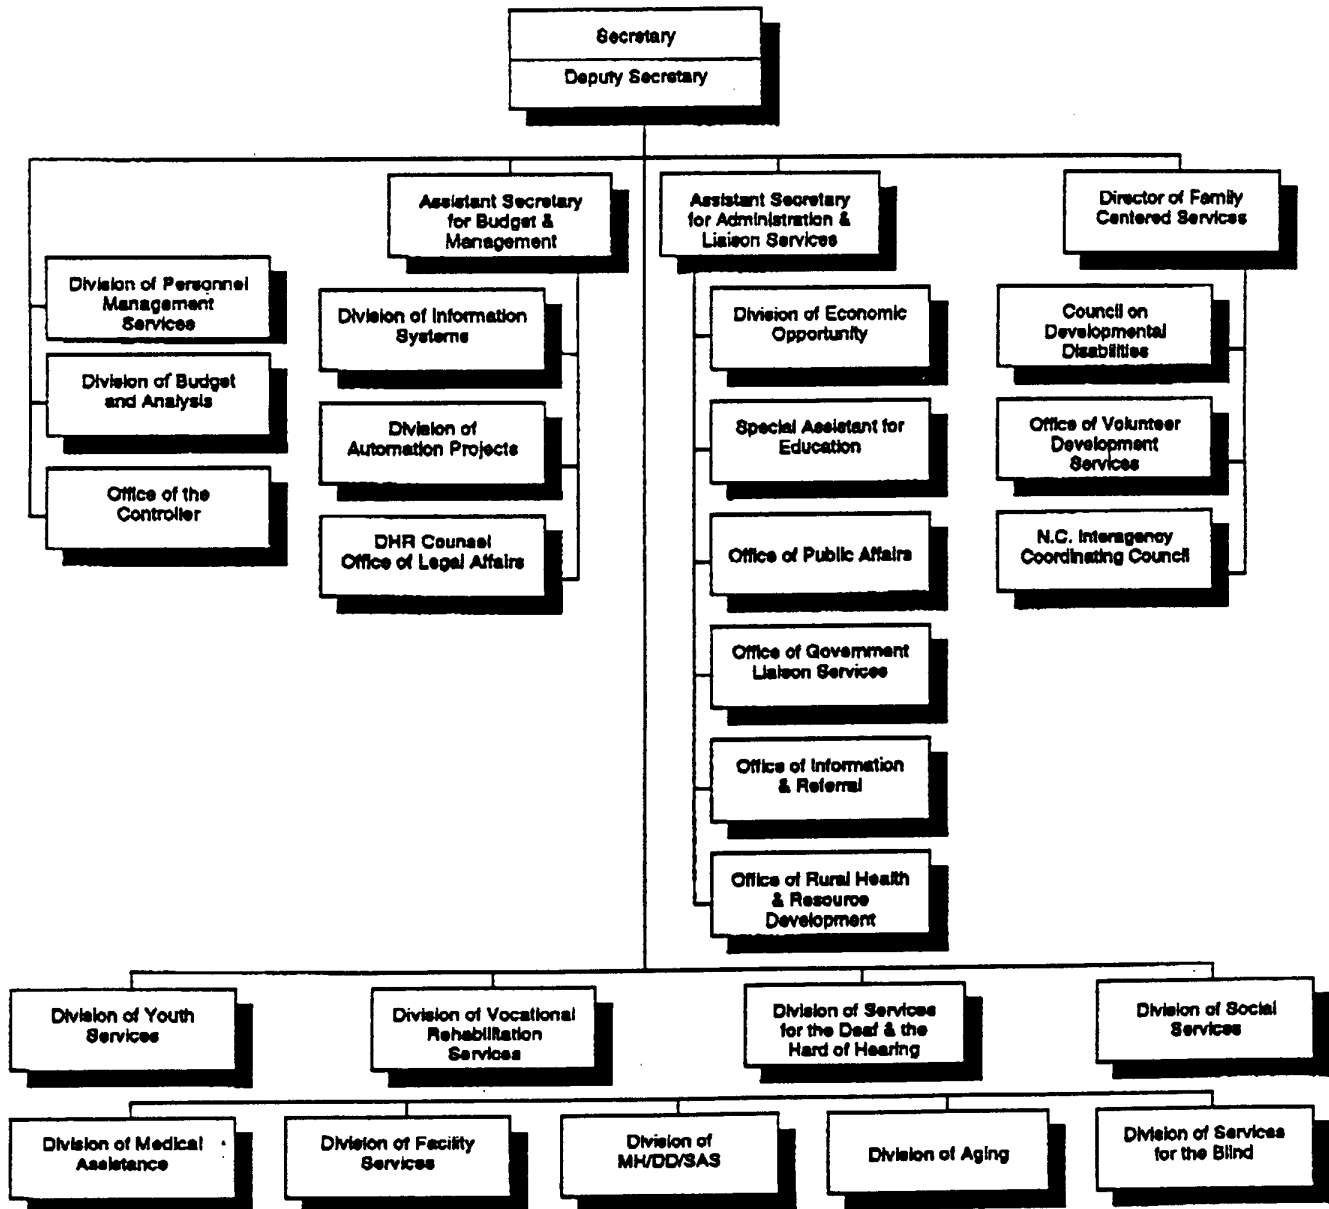 Secretary
Deputy Secretary
Assistant Secretary
for Budget &
Management
Assistant Secretary
for Administration &
Liaison Services
Director of Family
Centered Services
Division of Personnel
Management
Services
Division of Budget
and Analysis
Office of the
Controller
Division of Information
Systems
Division of
Automation Projects
DHR Counsel
Office of Legal Affairs
Division of Economic
Opportunity
Special Assistant for
Education
Office of Public Affairs
Office of Government
Liaison Services
Office of Information
& Referral
Office of Rural Health
& Resource
Development
Council on
Developmental
Disabilities
Office of Volunteer
Development
Services
N.C. Interagency
Coordinating Council
Division of Youth
Services
Division of Vocational
Rehabilitation
Services
Division of Services
for the Deaf & the
Hard of Hearing
Division of Social
Services
Division of Medical
Assistance
Division of Facility
Services
Division of
MH/DD/SAS
Division of Aging
Division of Services
for the Blind